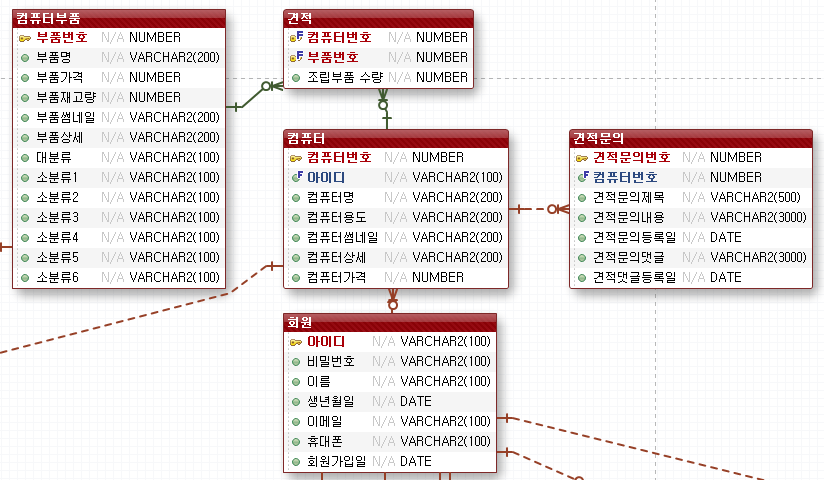 컴퓨터부품
부품번호 N/A NUMBER
부품명 N/A VARCHAR2(200)
부품가격 N/A NUMBER
부품재고량 N/A NUMBER
부품썸네일 N/A VARCHAR2(200)
부품상세 N/A VARCHAR2(200)
대분류 N/A VARCHAR2(100)
소분류1 N/A VARCHAR2(100)
소분류2 N/A VARCHAR2(100)
소분류3 N/A VARCHAR2(100)
소분류4 N/A VARCHAR2(100)
소분류5 N/A VARCHAR2(100)
소분류6 N/A VARCHAR2(100)
견적
컴퓨터번호 N/A NUMBER
부품번호 N/A NUMBER
조립부품 수량 N/A NUMBER
컴퓨터
컴퓨터번호 N/A NUMBER
아이디 N/A VARCHAR2(100)
컴퓨터명 N/A VARCHAR2(200)
컴퓨터용도 N/A VARCHAR2(200)
컴퓨터썸네일 N/A VARCHAR2(200)
컴퓨터상세 N/A VARCHAR2(200)
컴퓨터가격 N/A NUMBER
견적문의
견적문의번호 N/A NUMBER
컴퓨터번호 N/A NUMBER
견적문의제목 N/A VARCHAR2(500)
견적문의내용 N/A VARCHAR2(3000)
견적문의등록일 N/A DATE
견적문의댓글 N/A VARCHAR2(3000)
견적댓글등록일 N/A DATE
회원
아이디 N/A VARCHAR2(100)
비밀번호 N/A VARCHAR2(100)
이름 N/A VARCHAR2(100)
생년월일 N/A DATE
이메일 N/A VARCHAR2(100)
휴대폰 N/A VARCHAR2(100)
회원가입일 N/A DATE